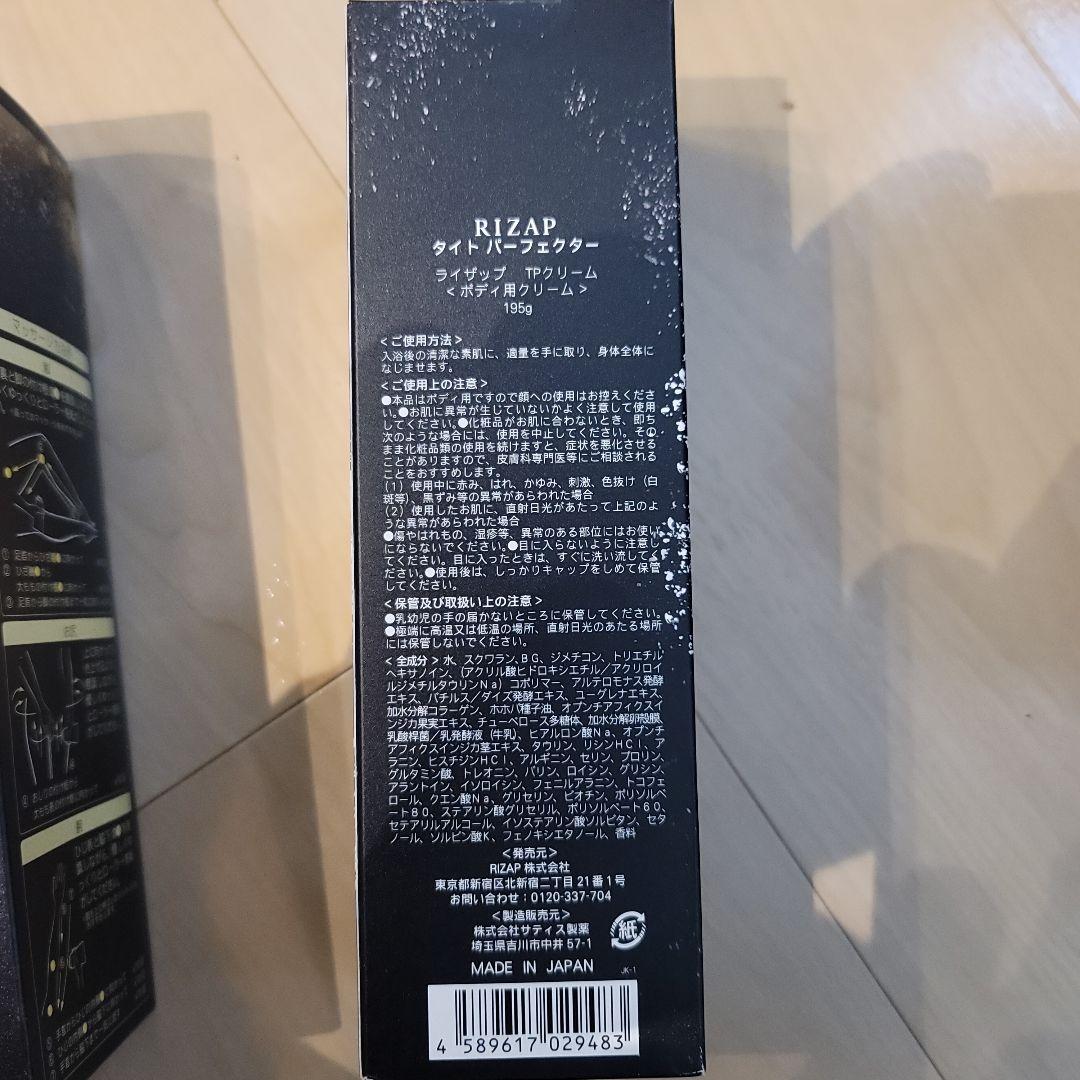 RIZAP
タイト パーフェクター
ライザップ TPクリーム
<ボディ用クリーム>
195g
<ご使用方法>
入浴後の清潔な素肌に、適量を手に取り、身体全体に
なじませます。
<ご使用上の注意>
●本品はボディ用ですので顔への使用はお控えくださ
い。●お肌に異常が生じていないかよく注意して使用
してください。●化粧品がお肌に合わないとき、即ち
次のような場合には、使用を中止してください。その
まま化粧品類の使用を続けますと、症状を悪化させる
ことがありますので、皮膚科専門医等にご相談される
ことをおすすめします。
(1)使用中に赤み、はれ、かゆみ、刺激、色抜け(白
斑等)、黒ずみ等の異常があらわれた場合
(2)使用したお肌に、直射日光があたって上記のよ
うな異常があらわれた場合
●傷やはれもの、湿疹等、異常のある部位にはお使い
にならないでください。●目に入らないように注意し
てください。目に入ったときは、すぐに洗い流してく
ださい。●使用後は、しっかりキャップをしめて保管
してください。
<保管及び取扱い上の注意>
●乳幼児の手の届かないところに保管してください。
●極端に高温又は低温の場所、直射日光のあたる場所
には保管しないでください。
<全成分>水、スクワラン、BG、ジメチコン、トリエチル
ヘキサノイン、(アクリル酸ヒドロキシエチル/アクリロイ
ルジメチルタウリンNa)コポリマー、アルテロモナス発酵
エキス、バチルス/ダイズ発酵エキス、ユーグレナエキス、
加水分解コラーゲン、ホホバ種子油、オプンチアフィクスイ
ンジカ果実エキス、チューベロース多糖体、加水分解卵殻膜、
乳酸桿菌/乳発酵液(牛乳)、ヒアルロン酸Na、オプンチ
アフィクスインジカ茎エキス、タウリン、リシンHCl、ア
ラニン、ヒスチジンHCl、アルギニン、セリン、プロリン、
グルタミン酸、トレオニン、バリン、ロイシン、グリシン、
アラントイン、イソロイシン、フェニルアラニン、トコフェ
ロール、クエン酸Na、グリセリン、ビオチン、ポリソルベ
ート80、ステアリン酸グリセリル、ポリソルベート60、
セテアリルアルコール、イソステアリン酸ソルビタン、セタ
ノール、ソルビン酸K、フェノキシエタノール、香料
<発売元>
RIZAP 株式会社
東京都新宿区北新宿二丁目21番1号
お問い合わせ:0120-337-704
<製造販売元>
株式会社サティス製薬
埼玉県吉川市中井 57-1
紙
MADE IN JAPAN
JK-1
4 589617 029483